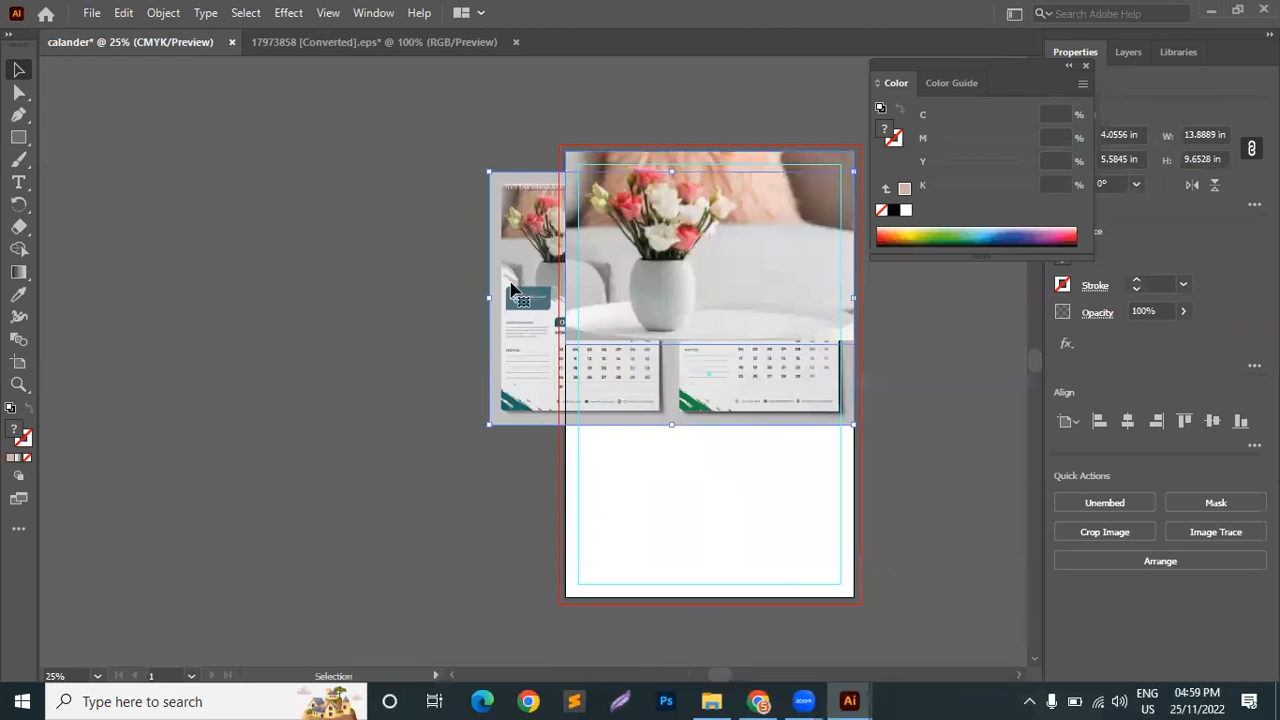 File Edit Object Type Select Effect View Window Help
Search Adobe Help
calander* @ 25% (CMYK/Preview) × 17973858 [Converted].eps* @ 100% (RGB/Preview) ×
Properties Layers Libraries
Color Color Guide
C %
M %
Y %
K %
4.0556 in W: 13.8889 in
5.5845 in H: 9.6528 in
0°
Stroke
Opacity 100%
fx.
Align
Quick Actions
Unembed Mask
Crop Image Image Trace
Arrange
25% 1 Selection
Type here to search
ENG
US
04:59 PM
25/11/2022